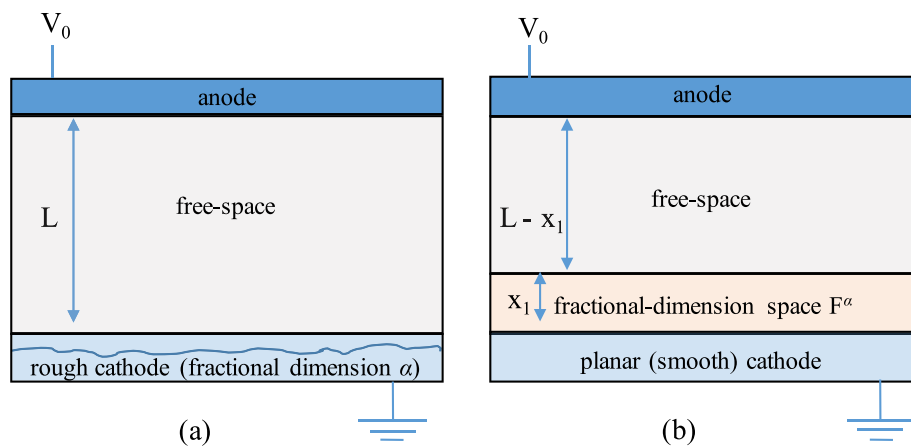 V₀
anode
free-space
L
rough cathode (fractional dimension α)
(a)
V₀
anode
free-space
L - x₁
x₁
fractional-dimension space Fᵅ
planar (smooth) cathode
(b)